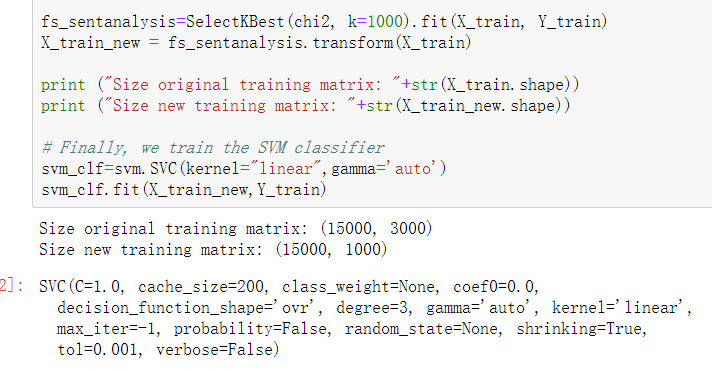 fs_sentanalysis=SelectKBest(chi2, k=1000).fit(X_train, Y_train)
X_train_new = fs_sentanalysis.transform(X_train)
print ("Size original training matrix: "+str(X_train.shape))
print ("Size new training matrix: "+str(X_train_new.shape))
# Finally, we train the SVM classifier
svm_clf=svm.SVC(kernel="linear",gamma='auto')
svm_clf.fit(X_train_new,Y_train)
Size original training matrix: (15000, 3000)
Size new training matrix: (15000, 1000)
2]: SVC(C=1.0, cache_size=200, class_weight=None, coef0=0.0,
decision_function_shape='ovr', degree=3, gamma='auto', kernel='linear',
max_iter=-1, probability=False, random_state=None, shrinking=True,
tol=0.001, verbose=False)